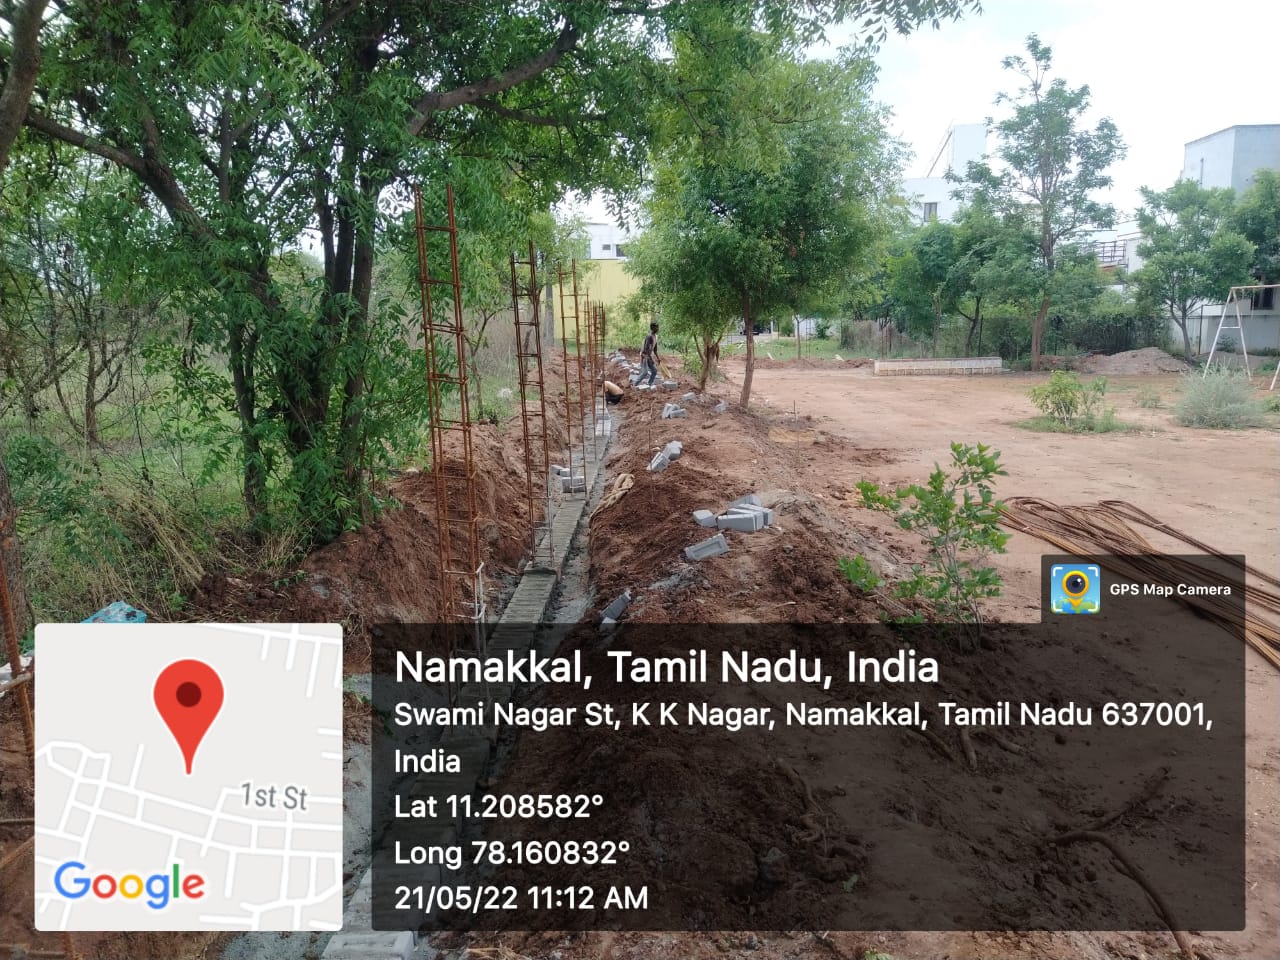 GPS Map Camera
Namakkal, Tamil Nadu, India
Swami Nagar St, K K Nagar, Namakkal, Tamil Nadu 637001,
India
Lat 11.208582°
Long 78.160832°
21/05/22 11:12 AM
1st St
Google